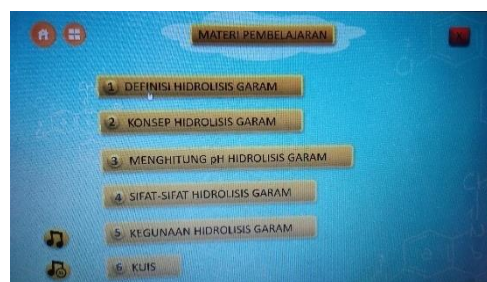 MATERI PEMBELAJARAN
X
1 DEFINISI HIDROLISIS GARAM
2 KONSEP HIDROLISIS GARAM
3 MENGHITUNG pH HIDROLISIS GARAM
4 SIFAT-SIFAT HIDROLISIS GARAM
5 KEGUNAAN HIDROLISIS GARAM
6 KUIS